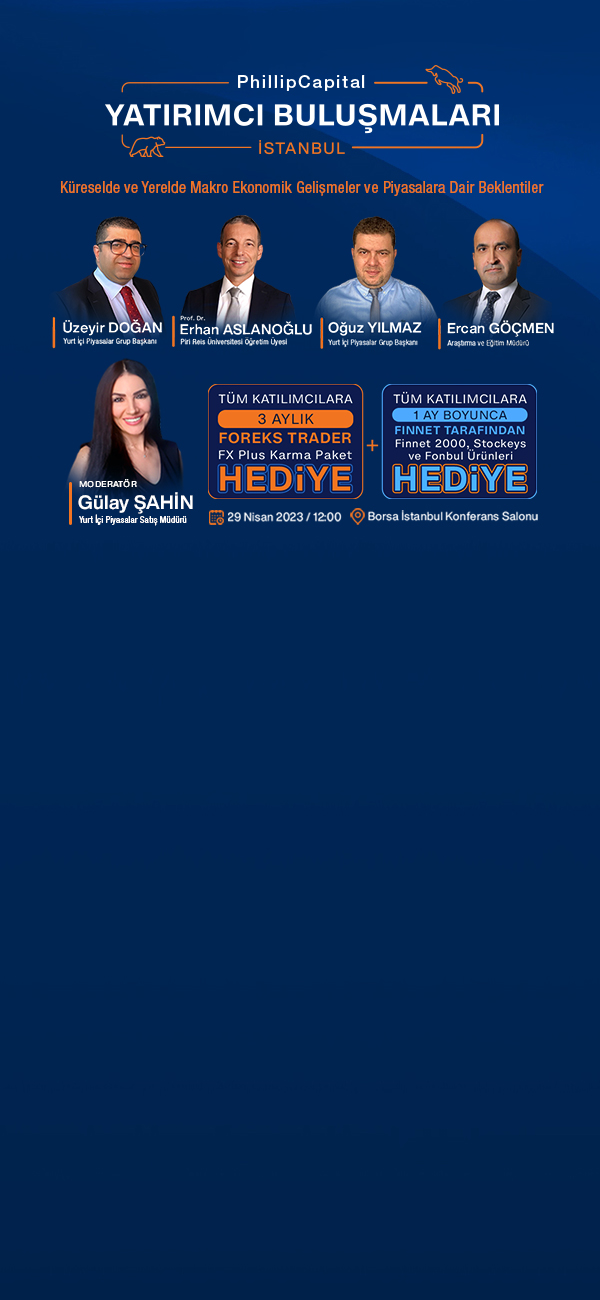 PhillipCapital
YATIRIMCI BULUŞMALARI
İSTANBUL
Küreselde ve Yerelde Makro Ekonomik Gelişmeler ve Piyasalara Dair Beklentiler
Üzeyir DOĞAN
Yurt İçi Piyasalar Grup Başkanı
Prof. Dr.
Erhan ASLANOĞLU
Piri Reis Üniversitesi Öğretim Üyesi
Oğuz YILMAZ
Yurt İçi Piyasalar Grup Başkanı
Ercan GÖÇMEN
Araştırma ve Eğitim Müdürü
MODERATÖR
Gülay ŞAHİN
Yurt İçi Piyasalar Satış Müdürü
TÜM KATILIMCILARA
3 AYLIK
FOREKS TRADER
FX Plus Karma Paket
HEDİYE
+
TÜM KATILIMCILARA
1 AY BOYUNCA
FINNET TARAFINDAN
Finnet 2000, Stockeys
ve Fonbul Ürünleri
HEDİYE
29 Nisan 2023 / 12:00
Borsa İstanbul Konferans Salonu